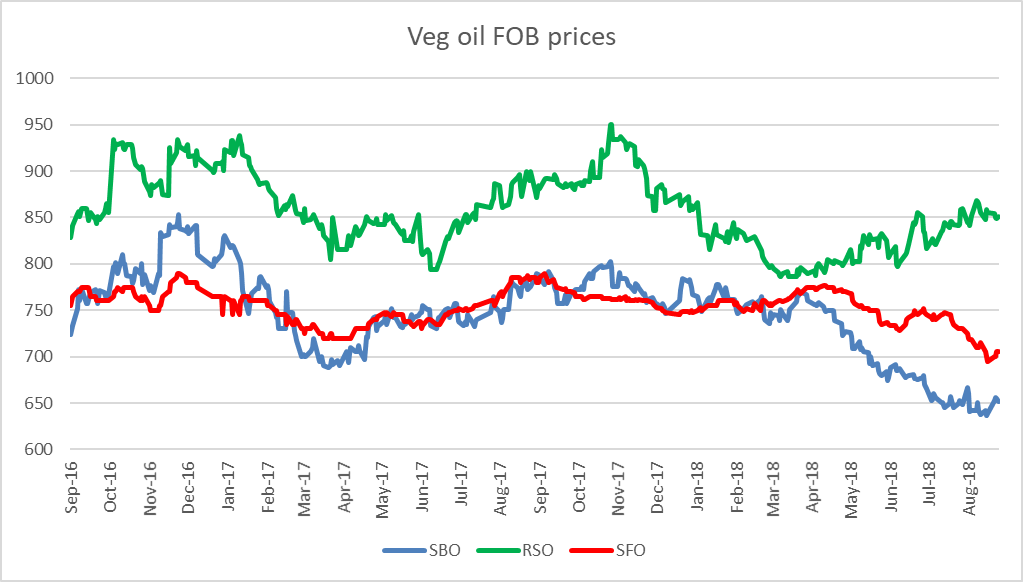 Veg oil FOB prices
1000
950
900
850
800
750
700
650
600
Sep-16
Oct-16
Nov-16
Dec-16
Jan-17
Feb-17
Mar-17
Apr-17
May-17
Jun-17
Jul-17
Aug-17
Sep-17
Oct-17
Nov-17
Dec-17
Jan-18
Feb-18
Mar-18
Apr-18
May-18
Jun-18
Jul-18
Aug-18
SBO RSO SFO